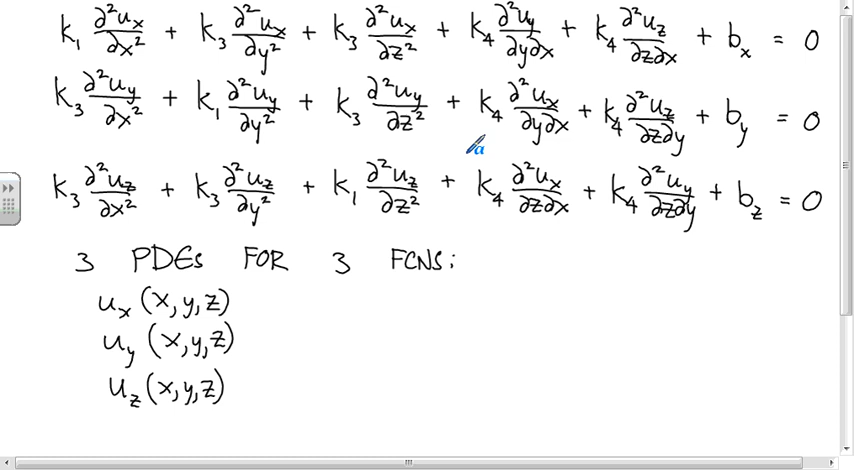 k₁ ∂²uₓ/∂x² + k₃ ∂²uₓ/∂y² + k₃ ∂²uₓ/∂z² + k₄ ∂²u_y/∂y∂x + k₄ ∂²u_z/∂z∂x + bₓ = 0
k₃ ∂²u_y/∂x² + k₁ ∂²u_y/∂y² + k₃ ∂²u_y/∂z² + k₄ ∂²uₓ/∂y∂x + k₄ ∂²u_z/∂z∂y + b_y = 0
k₃ ∂²u_z/∂x² + k₃ ∂²u_z/∂y² + k₁ ∂²u_z/∂z² + k₄ ∂²uₓ/∂z∂x + k₄ ∂²u_y/∂z∂y + b_z = 0
3 PDEs FOR 3 FCNS:
uₓ (x,y,z)
u_y (x,y,z)
u_z (x,y,z)